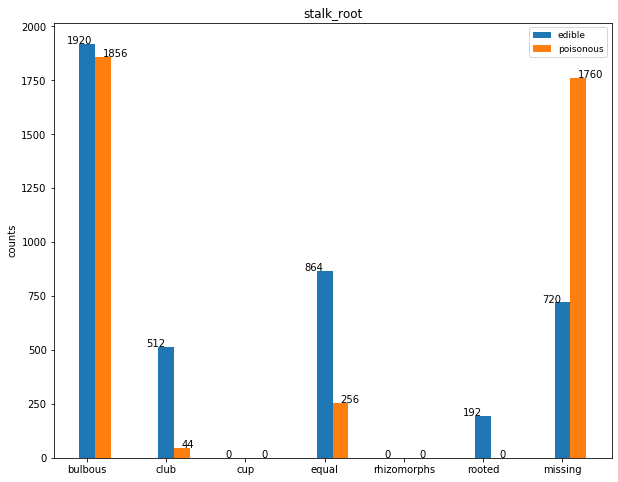 stalk_root
edible
poisonous
counts
2000
1750
1500
1250
1000
750
500
250
0
1920
1856
512
44
0
0
864
256
0
0
192
0
720
1760
bulbous
club
cup
equal
rhizomorphs
rooted
missing